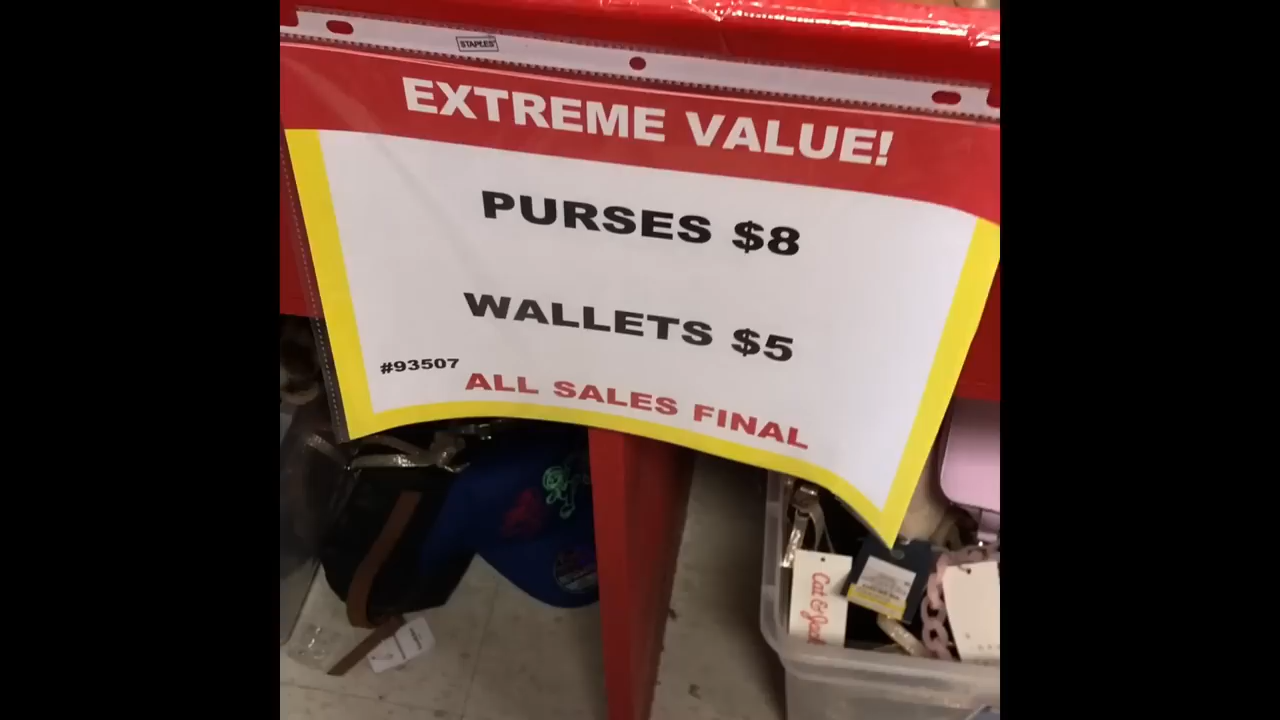 STAPLES
EXTREME VALUE!
PURSES $8
WALLETS $5
#93507
ALL SALES FINAL
Cat & Jack